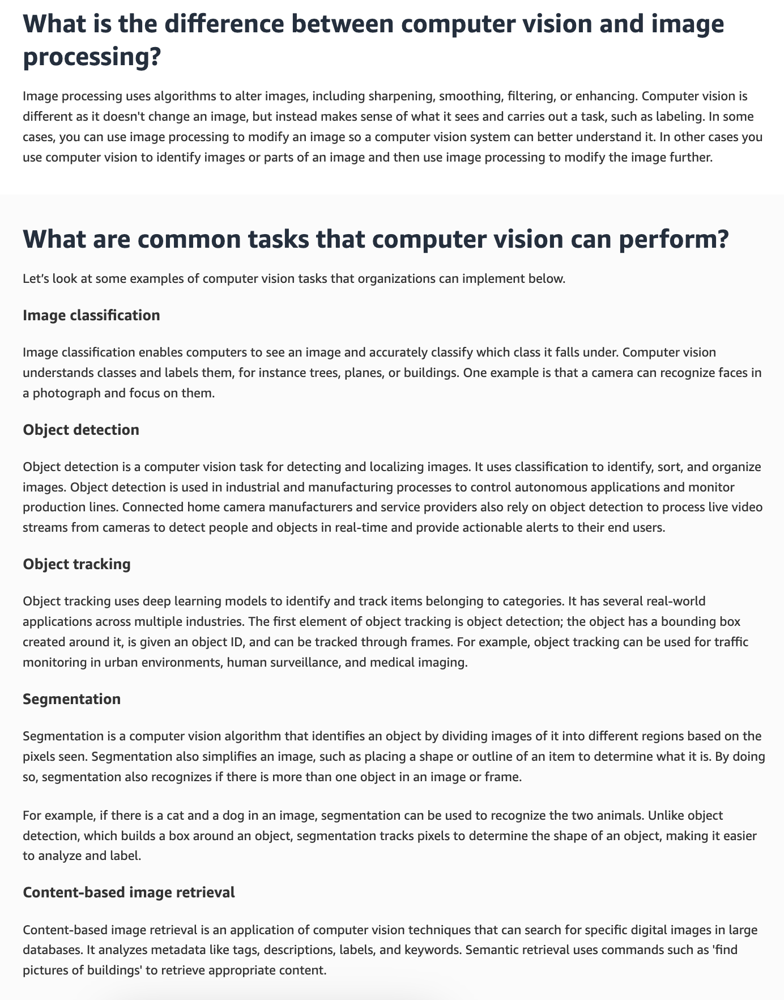 What is the difference between computer vision and image
processing?
Image processing uses algorithms to alter images, including sharpening, smoothing, filtering, or enhancing. Computer vision is
different as it doesn't change an image, but instead makes sense of what it sees and carries out a task, such as labeling. In some
cases, you can use image processing to modify an image so a computer vision system can better understand it. In other cases you
use computer vision to identify images or parts of an image and then use image processing to modify the image further.
What are common tasks that computer vision can perform?
Let’s look at some examples of computer vision tasks that organizations can implement below.
Image classification
Image classification enables computers to see an image and accurately classify which class it falls under. Computer vision
understands classes and labels them, for instance trees, planes, or buildings. One example is that a camera can recognize faces in
a photograph and focus on them.
Object detection
Object detection is a computer vision task for detecting and localizing images. It uses classification to identify, sort, and organize
images. Object detection is used in industrial and manufacturing processes to control autonomous applications and monitor
production lines. Connected home camera manufacturers and service providers also rely on object detection to process live video
streams from cameras to detect people and objects in real-time and provide actionable alerts to their end users.
Object tracking
Object tracking uses deep learning models to identify and track items belonging to categories. It has several real-world
applications across multiple industries. The first element of object tracking is object detection; the object has a bounding box
created around it, is given an object ID, and can be tracked through frames. For example, object tracking can be used for traffic
monitoring in urban environments, human surveillance, and medical imaging.
Segmentation
Segmentation is a computer vision algorithm that identifies an object by dividing images of it into different regions based on the
pixels seen. Segmentation also simplifies an image, such as placing a shape or outline of an item to determine what it is. By doing
so, segmentation also recognizes if there is more than one object in an image or frame.
For example, if there is a cat and a dog in an image, segmentation can be used to recognize the two animals. Unlike object
detection, which builds a box around an object, segmentation tracks pixels to determine the shape of an object, making it easier
to analyze and label.
Content-based image retrieval
Content-based image retrieval is an application of computer vision techniques that can search for specific digital images in large
databases. It analyzes metadata like tags, descriptions, labels, and keywords. Semantic retrieval uses commands such as 'find
pictures of buildings' to retrieve appropriate content.